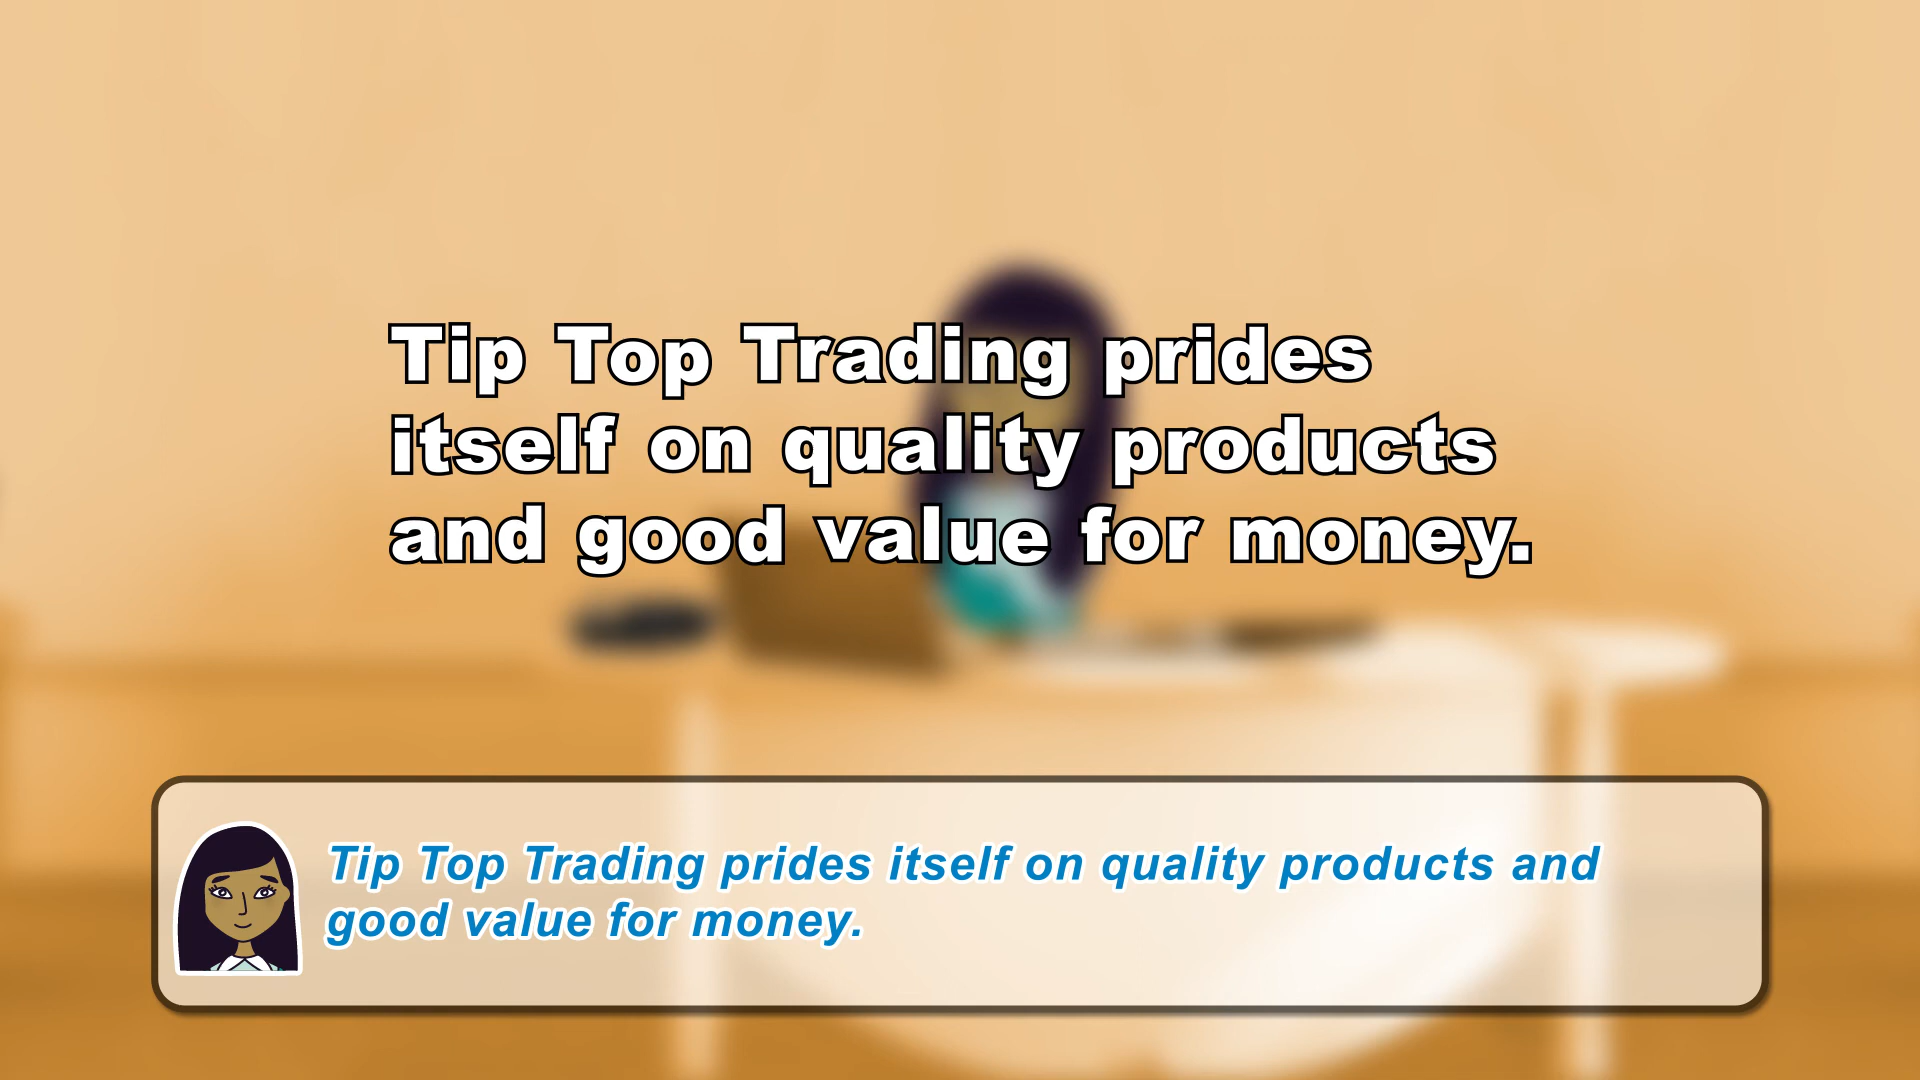 Tip Top Trading prides
itself on quality products
and good value for money.
Tip Top Trading prides itself on quality products and
good value for money.